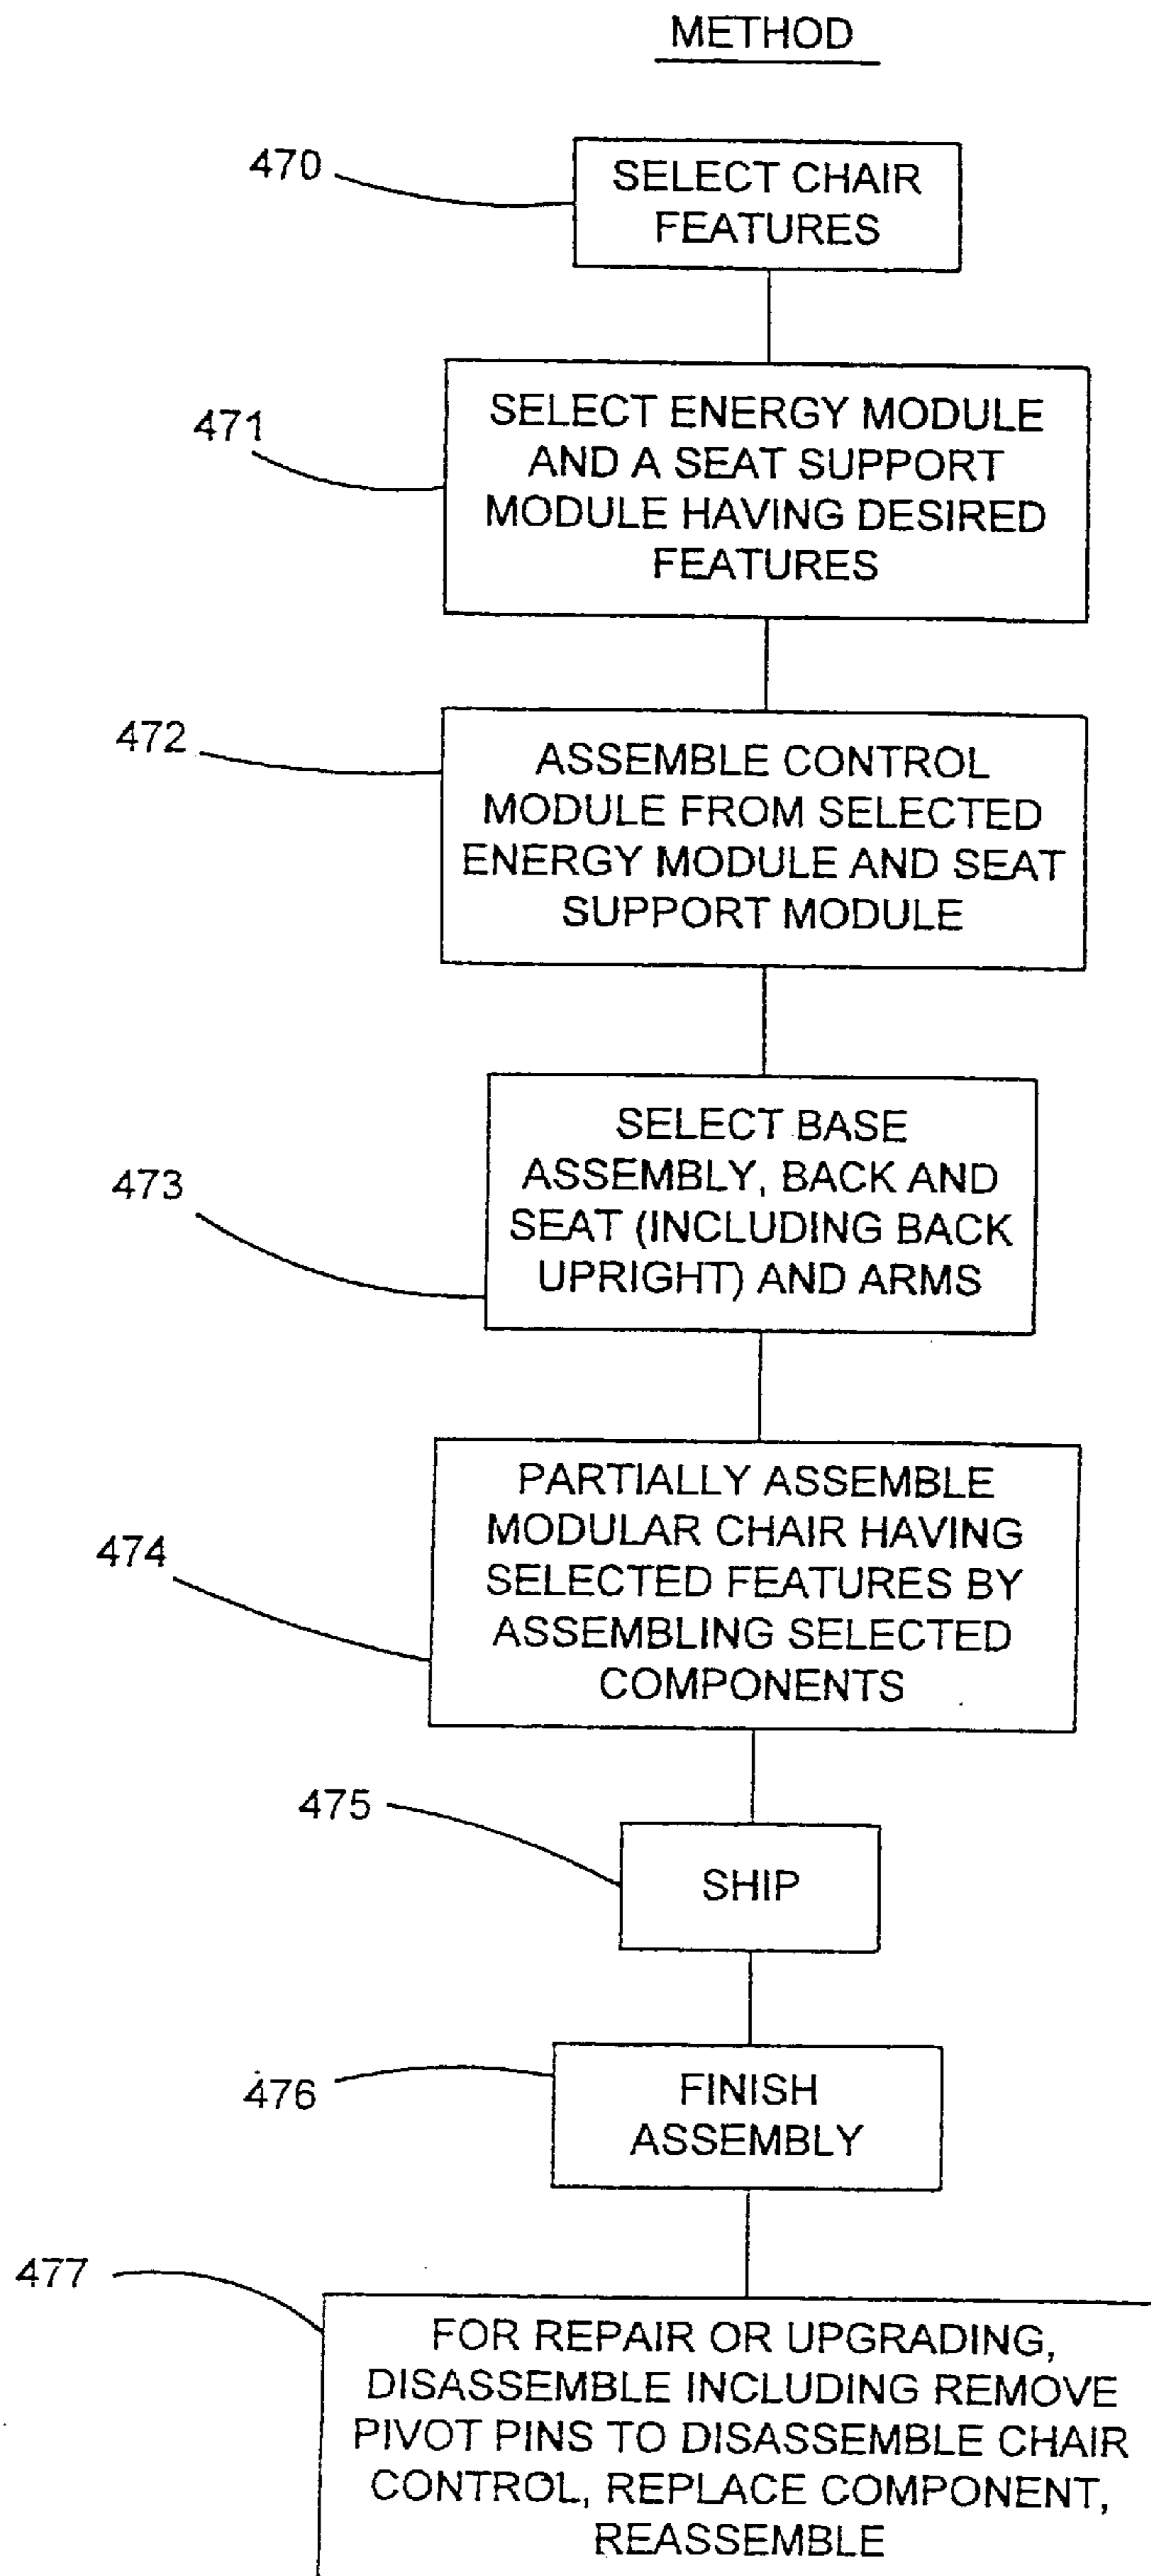 METHOD
470
SELECT CHAIR
FEATURES
471
SELECT ENERGY MODULE
AND A SEAT SUPPORT
MODULE HAVING DESIRED
FEATURES
472
ASSEMBLE CONTROL
MODULE FROM SELECTED
ENERGY MODULE AND SEAT
SUPPORT MODULE
473
SELECT BASE
ASSEMBLY, BACK AND
SEAT (INCLUDING BACK
UPRIGHT) AND ARMS
474
PARTIALLY ASSEMBLE
MODULAR CHAIR HAVING
SELECTED FEATURES BY
ASSEMBLING SELECTED
COMPONENTS
475
SHIP
476
FINISH
ASSEMBLY
477
FOR REPAIR OR UPGRADING,
DISASSEMBLE INCLUDING REMOVE
PIVOT PINS TO DISASSEMBLE CHAIR
CONTROL, REPLACE COMPONENT,
REASSEMBLE